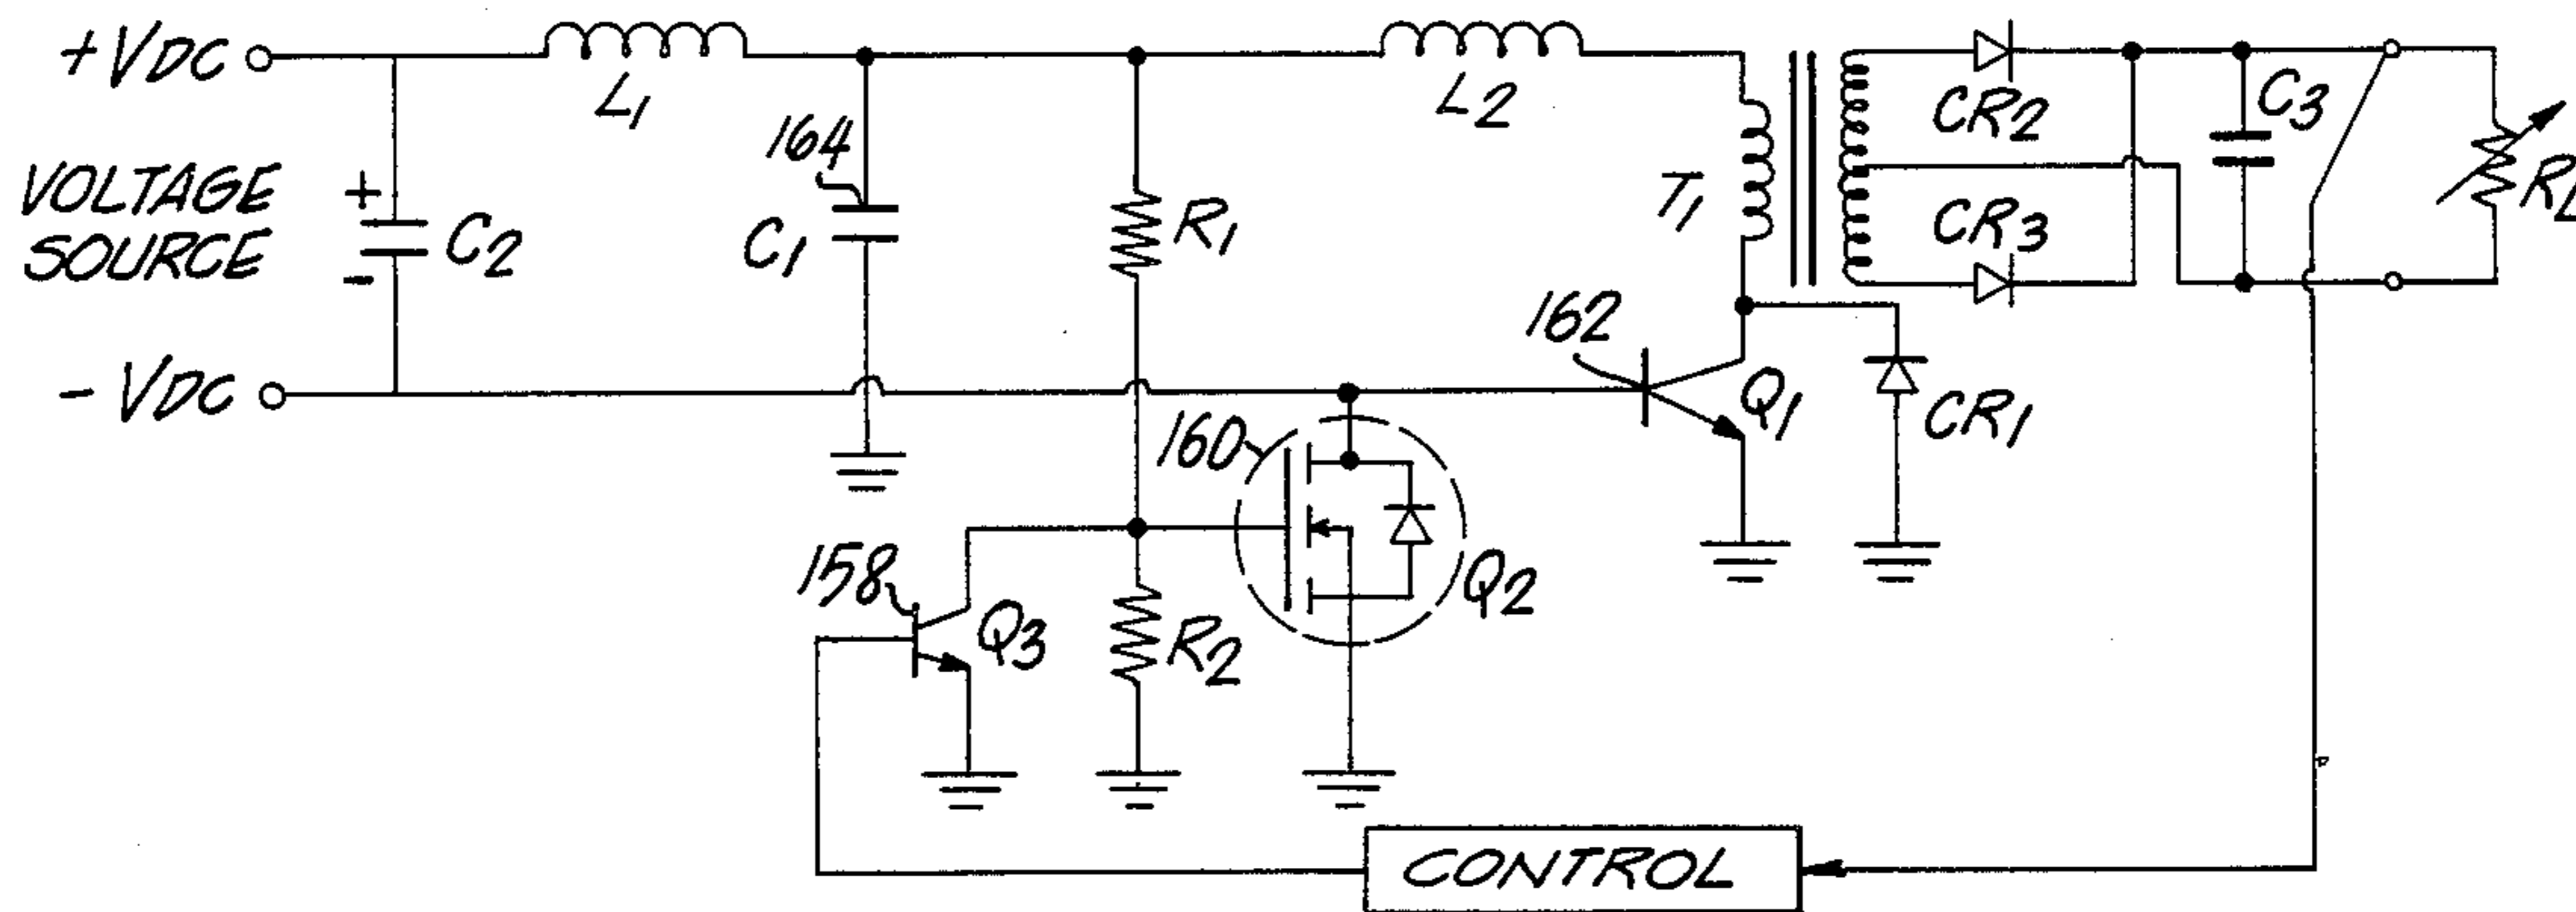 +VDC
L1
L2
164
C1
VOLTAGE
SOURCE
+
-
C2
R1
T1
CR2
CR3
C3
RL
- VDC
162
Q1
CR1
160
Q2
158
Q3
R2
CONTROL